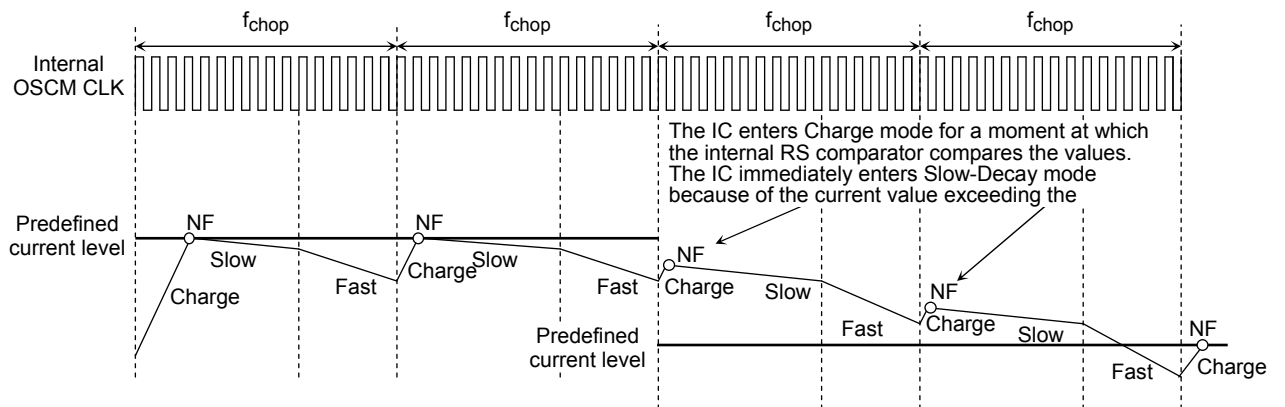 fchop fchop fchop fchop
Internal
OSCM CLK
The IC enters Charge mode for a moment at which
the internal RS comparator compares the values.
The IC immediately enters Slow-Decay mode
because of the current value exceeding the
Predefined
current level
NF
Slow
Charge
Fast
NF
Charge
Slow
Fast
NF
Charge
Slow
Fast
NF
Charge
Slow
Fast
NF
Charge
Predefined
current level